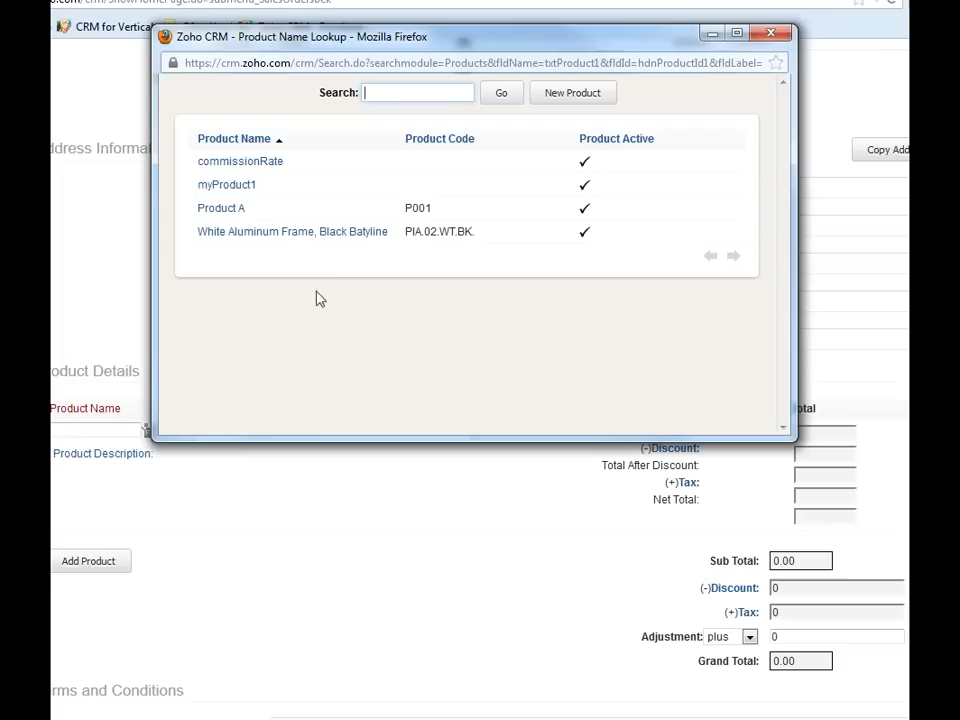 CRM for Vertical
Zoho CRM - Product Name Lookup - Mozilla Firefox
https://crm.zoho.com/crm/Search.do?searchmodule=Products&fldName=txtProduct1&fldId=hdnProductId1&fldLabel=
Search:
Go
New Product
Product Name
Product Code
Product Active
commissionRate
myProduct1
Product A
P001
White Aluminum Frame, Black Batyline
PIA.02.WT.BK.
ddress Informa
Copy Add
oduct Details
Product Name
otal
Product Description:
(-)Discount:
Total After Discount:
(+)Tax:
Net Total:
Add Product
Sub Total:
0.00
(-)Discount:
0
(+)Tax:
0
Adjustment:
plus
0
Grand Total:
0.00
rms and Conditions